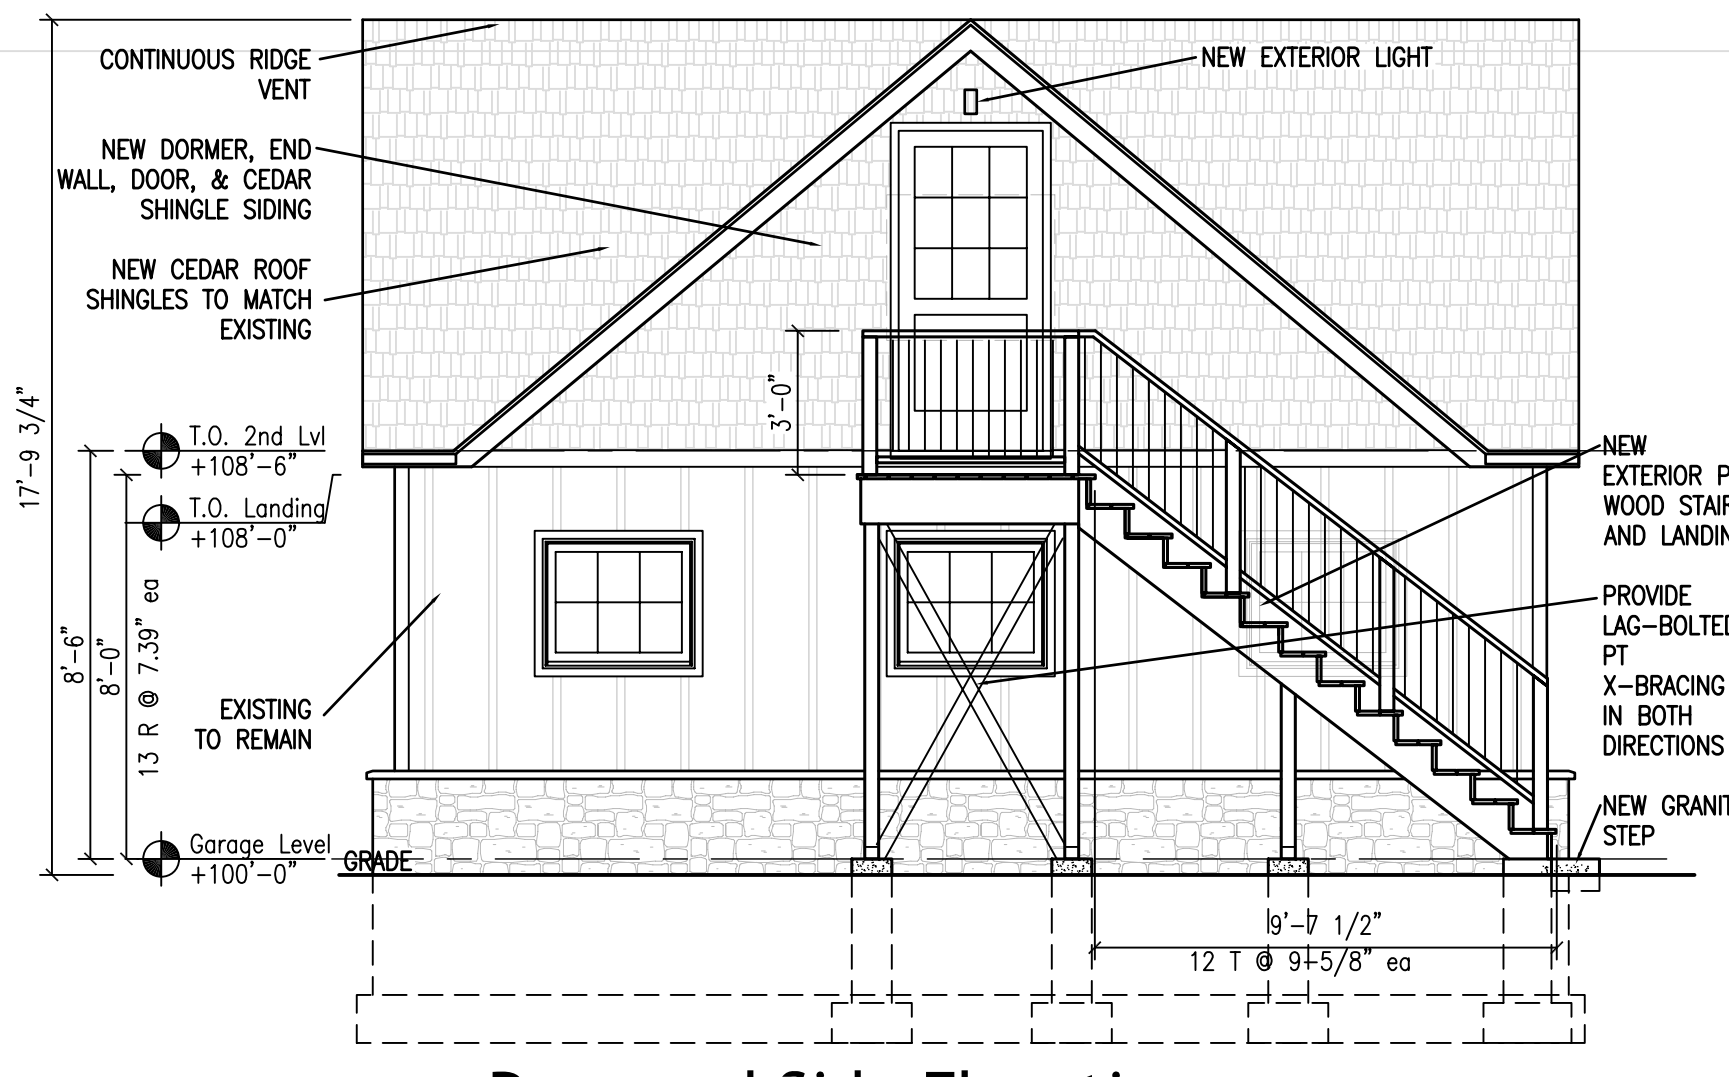 CONTINUOUS RIDGE
VENT
NEW EXTERIOR LIGHT
NEW DORMER, END
WALL, DOOR, & CEDAR
SHINGLE SIDING
NEW CEDAR ROOF
SHINGLES TO MATCH
EXISTING
17'-9 3/4"
3'-0"
T.O. 2nd Lvl
+108'-6"
T.O. Landing
+108'-0"
8'-6"
8'-0"
13 R @ 7.39" ea
EXISTING
TO REMAIN
NEW
EXTERIOR P
WOOD STAIR
AND LANDIN
PROVIDE
LAG-BOLTED
PT
X-BRACING
IN BOTH
DIRECTIONS
NEW GRANIT
STEP
Garage Level
+100'-0"
GRADE
9'-7 1/2"
12 T @ 9-5/8" ea